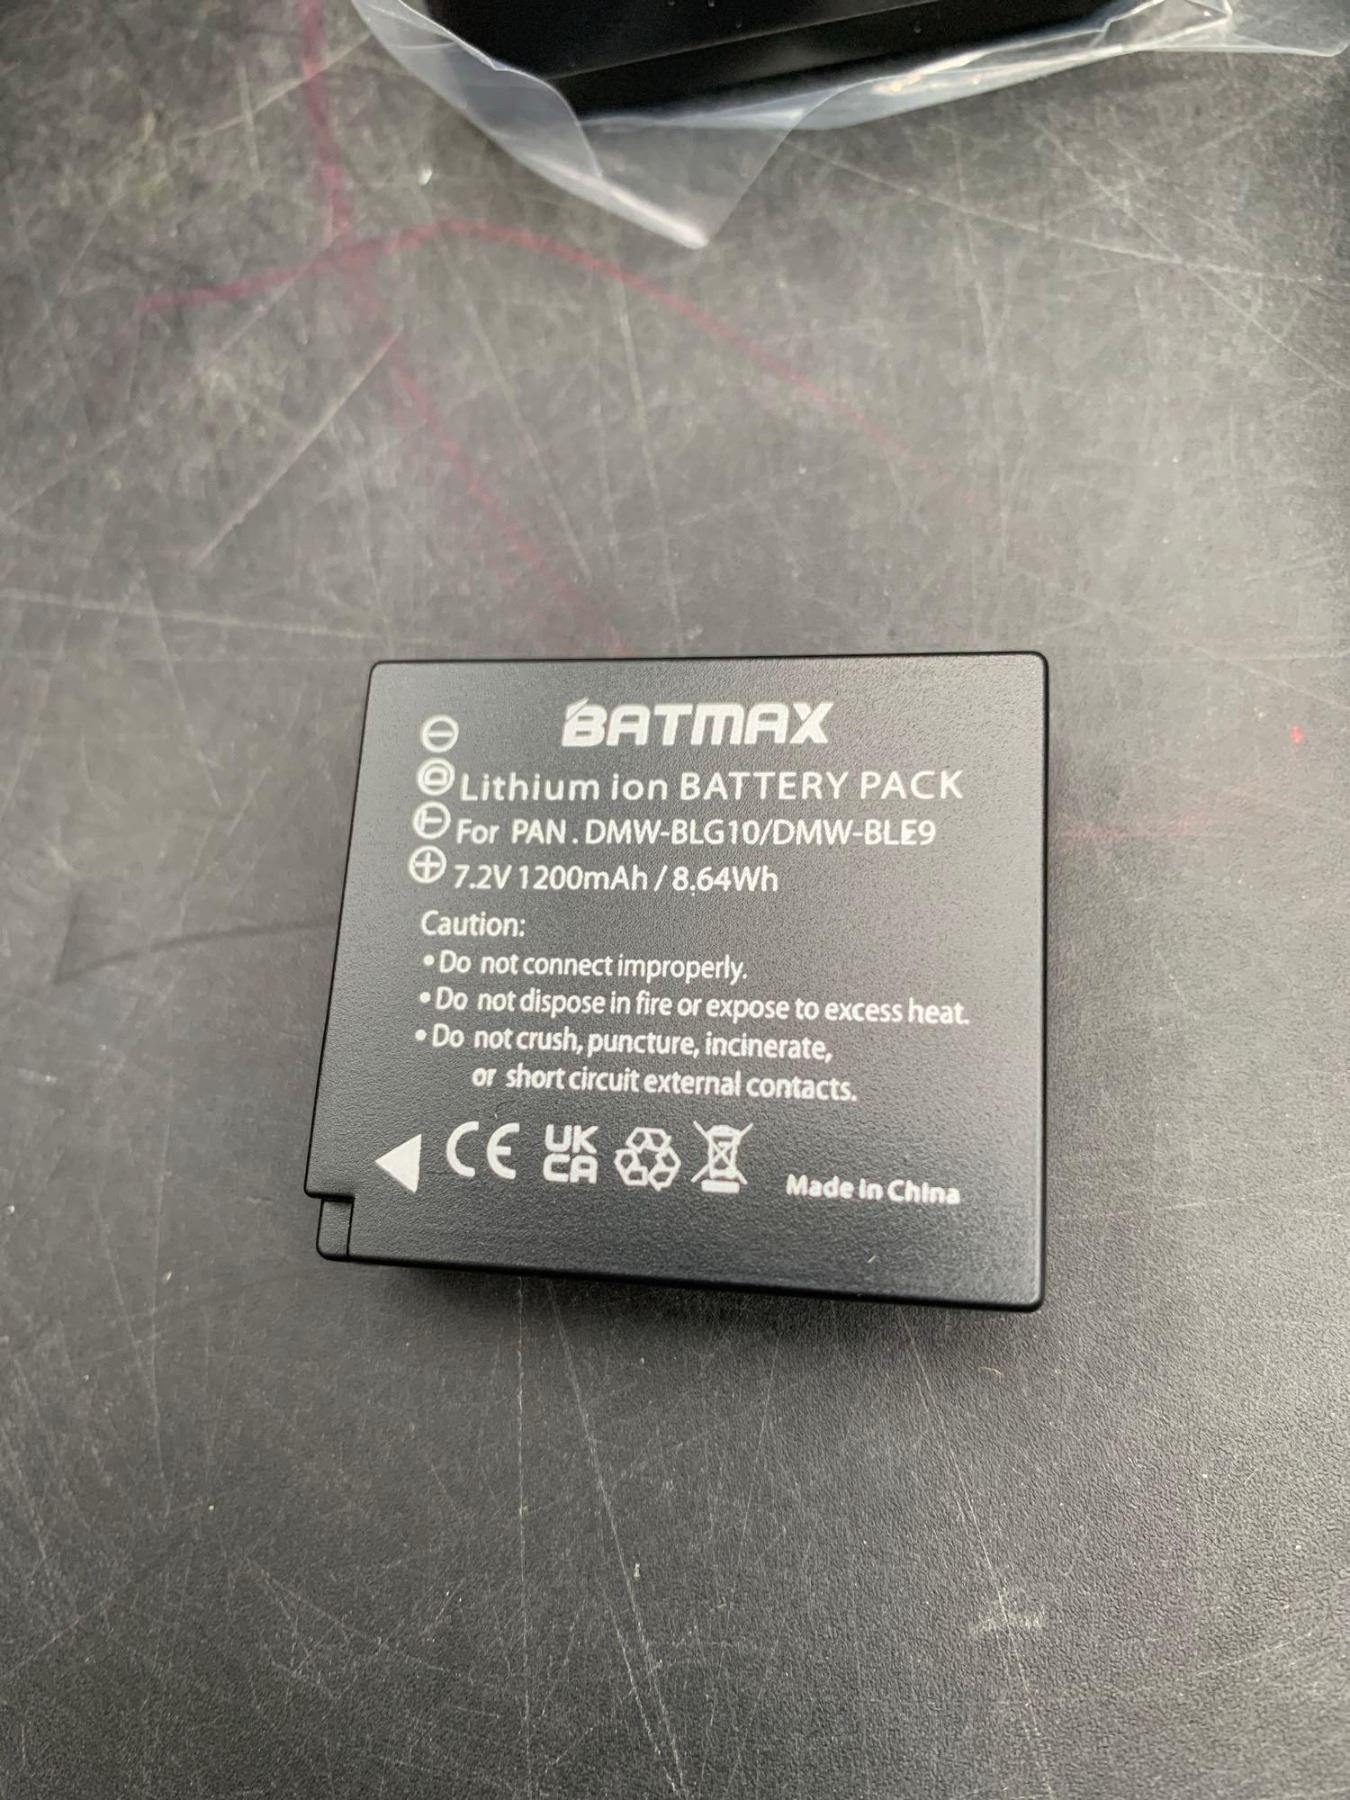 BATMAX
Lithium ion BATTERY PACK
For PAN. DMW-BLG10/DMW-BLE9
7.2V 1200mAh / 8.64Wh
Caution:
• Do not connect improperly.
• Do not dispose in fire or expose to excess heat.
• Do not crush, puncture, incinerate,
or short circuit external contacts.
CE UK CA Made in China